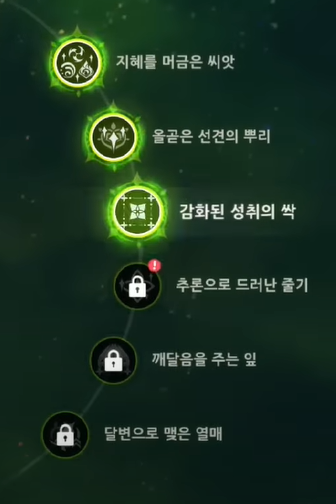 지혜를 머금은 씨앗
올곧은 선견의 뿌리
감화된 성취의 싹
추론으로 드러난 줄기
깨달음을 주는 잎
달변으로 맺은 열매